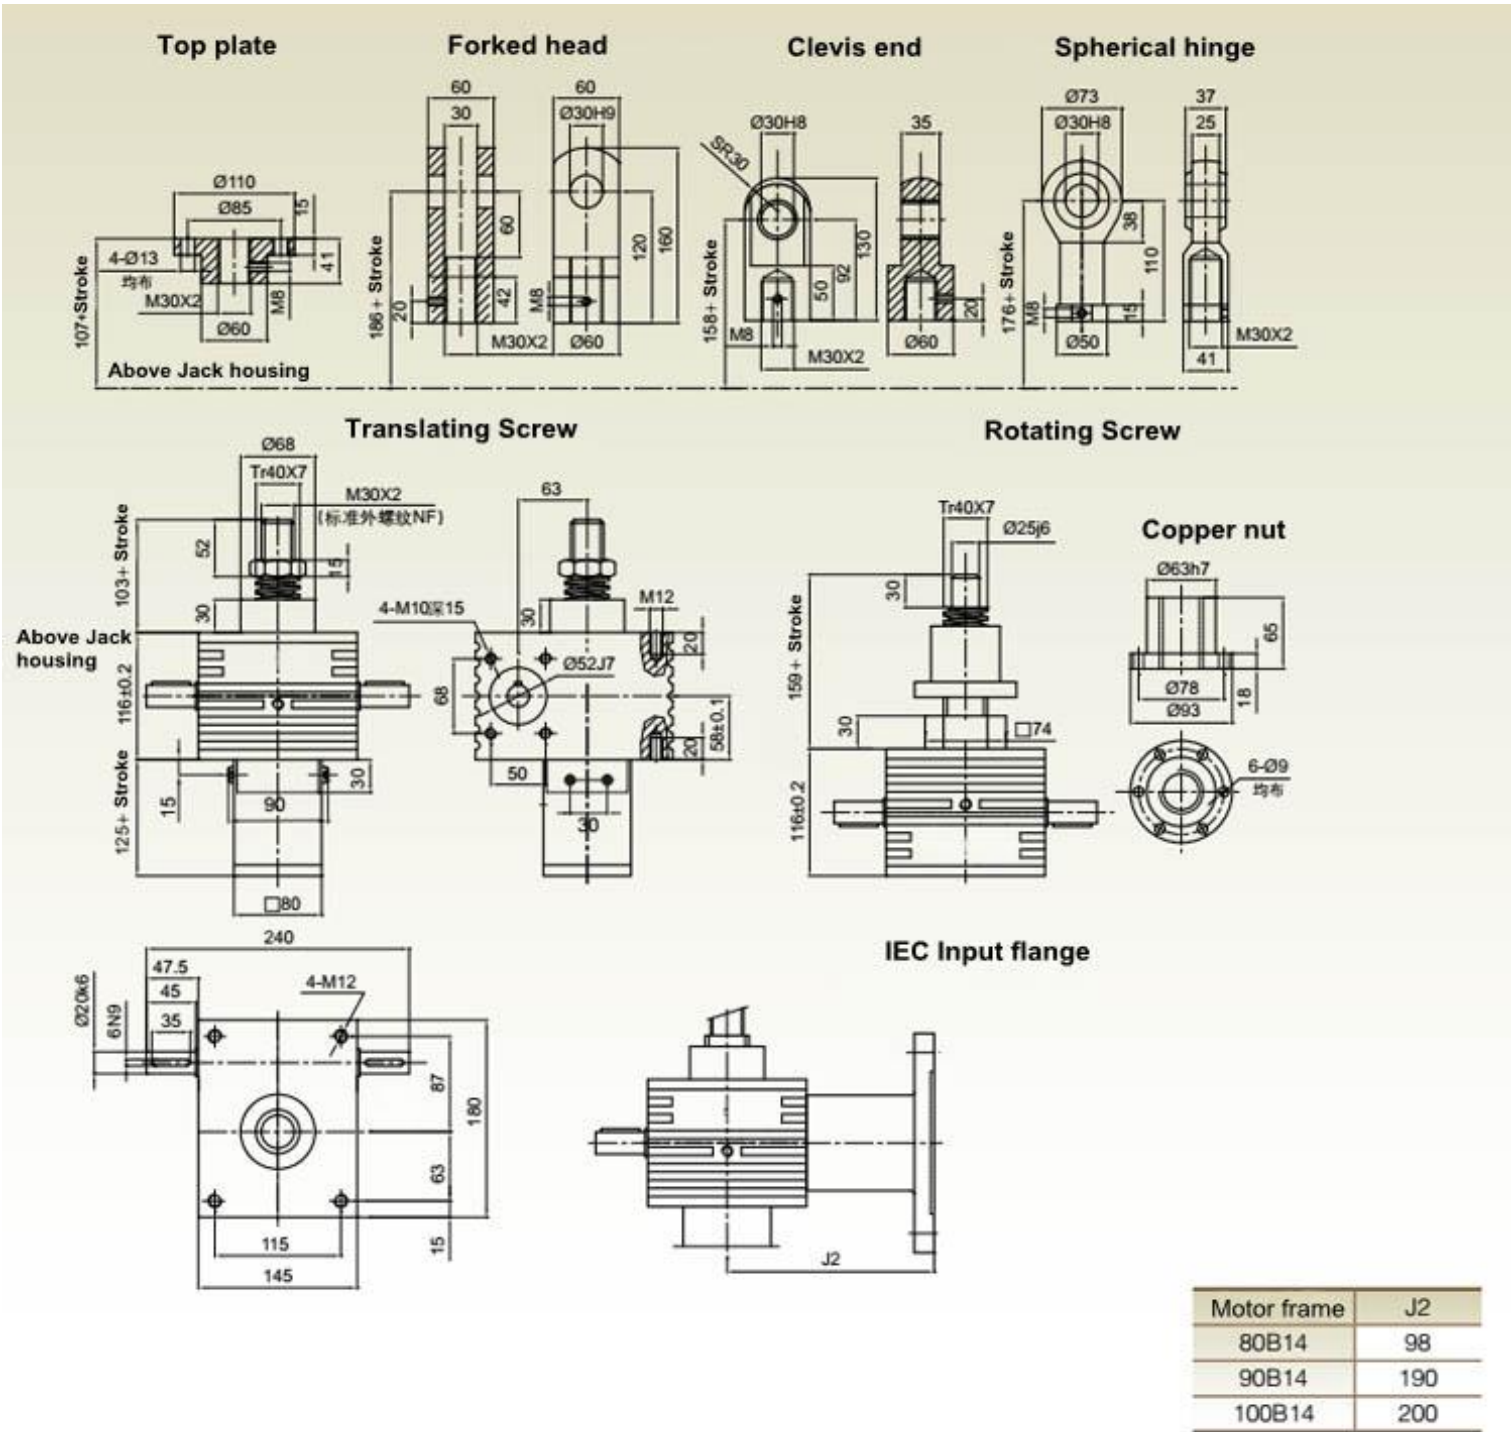 Top plate
Forked head
Clevis end
Spherical hinge
Ø110
Ø85
15
4-Ø13
均布
41
M30X2
M8
Ø60
107+Stroke
Above Jack housing
60
30
60
Ø30H9
60
120
160
186+ Stroke
20
42
M8
M30X2
Ø60
Ø30H8
35
SR30
158+ Stroke
130
92
50
20
M8
M30X2
Ø60
Ø73
Ø30H8
37
25
38
110
176+ Stroke
M8
15
Ø50
M30X2
41
Translating Screw
Rotating Screw
Ø68
Tr40X7
M30X2
(标准外螺纹NF)
103+ Stroke
52
15
30
Above Jack
housing
116±0.2
125+ Stroke
15
90
30
□80
63
4-M10深15
30
M12
20
Ø52J7
68
58±0.1
20
50
30
Tr40X7
Ø25j6
30
159+ Stroke
30
□74
116±0.2
Copper nut
Ø63h7
65
Ø78
18
Ø93
6-Ø9
均布
240
47.5
45
35
4-M12
Ø20k6
6N9
87
180
63
15
115
145
IEC Input flange
J2
Motor frame J2
80B14 98
90B14 190
100B14 200